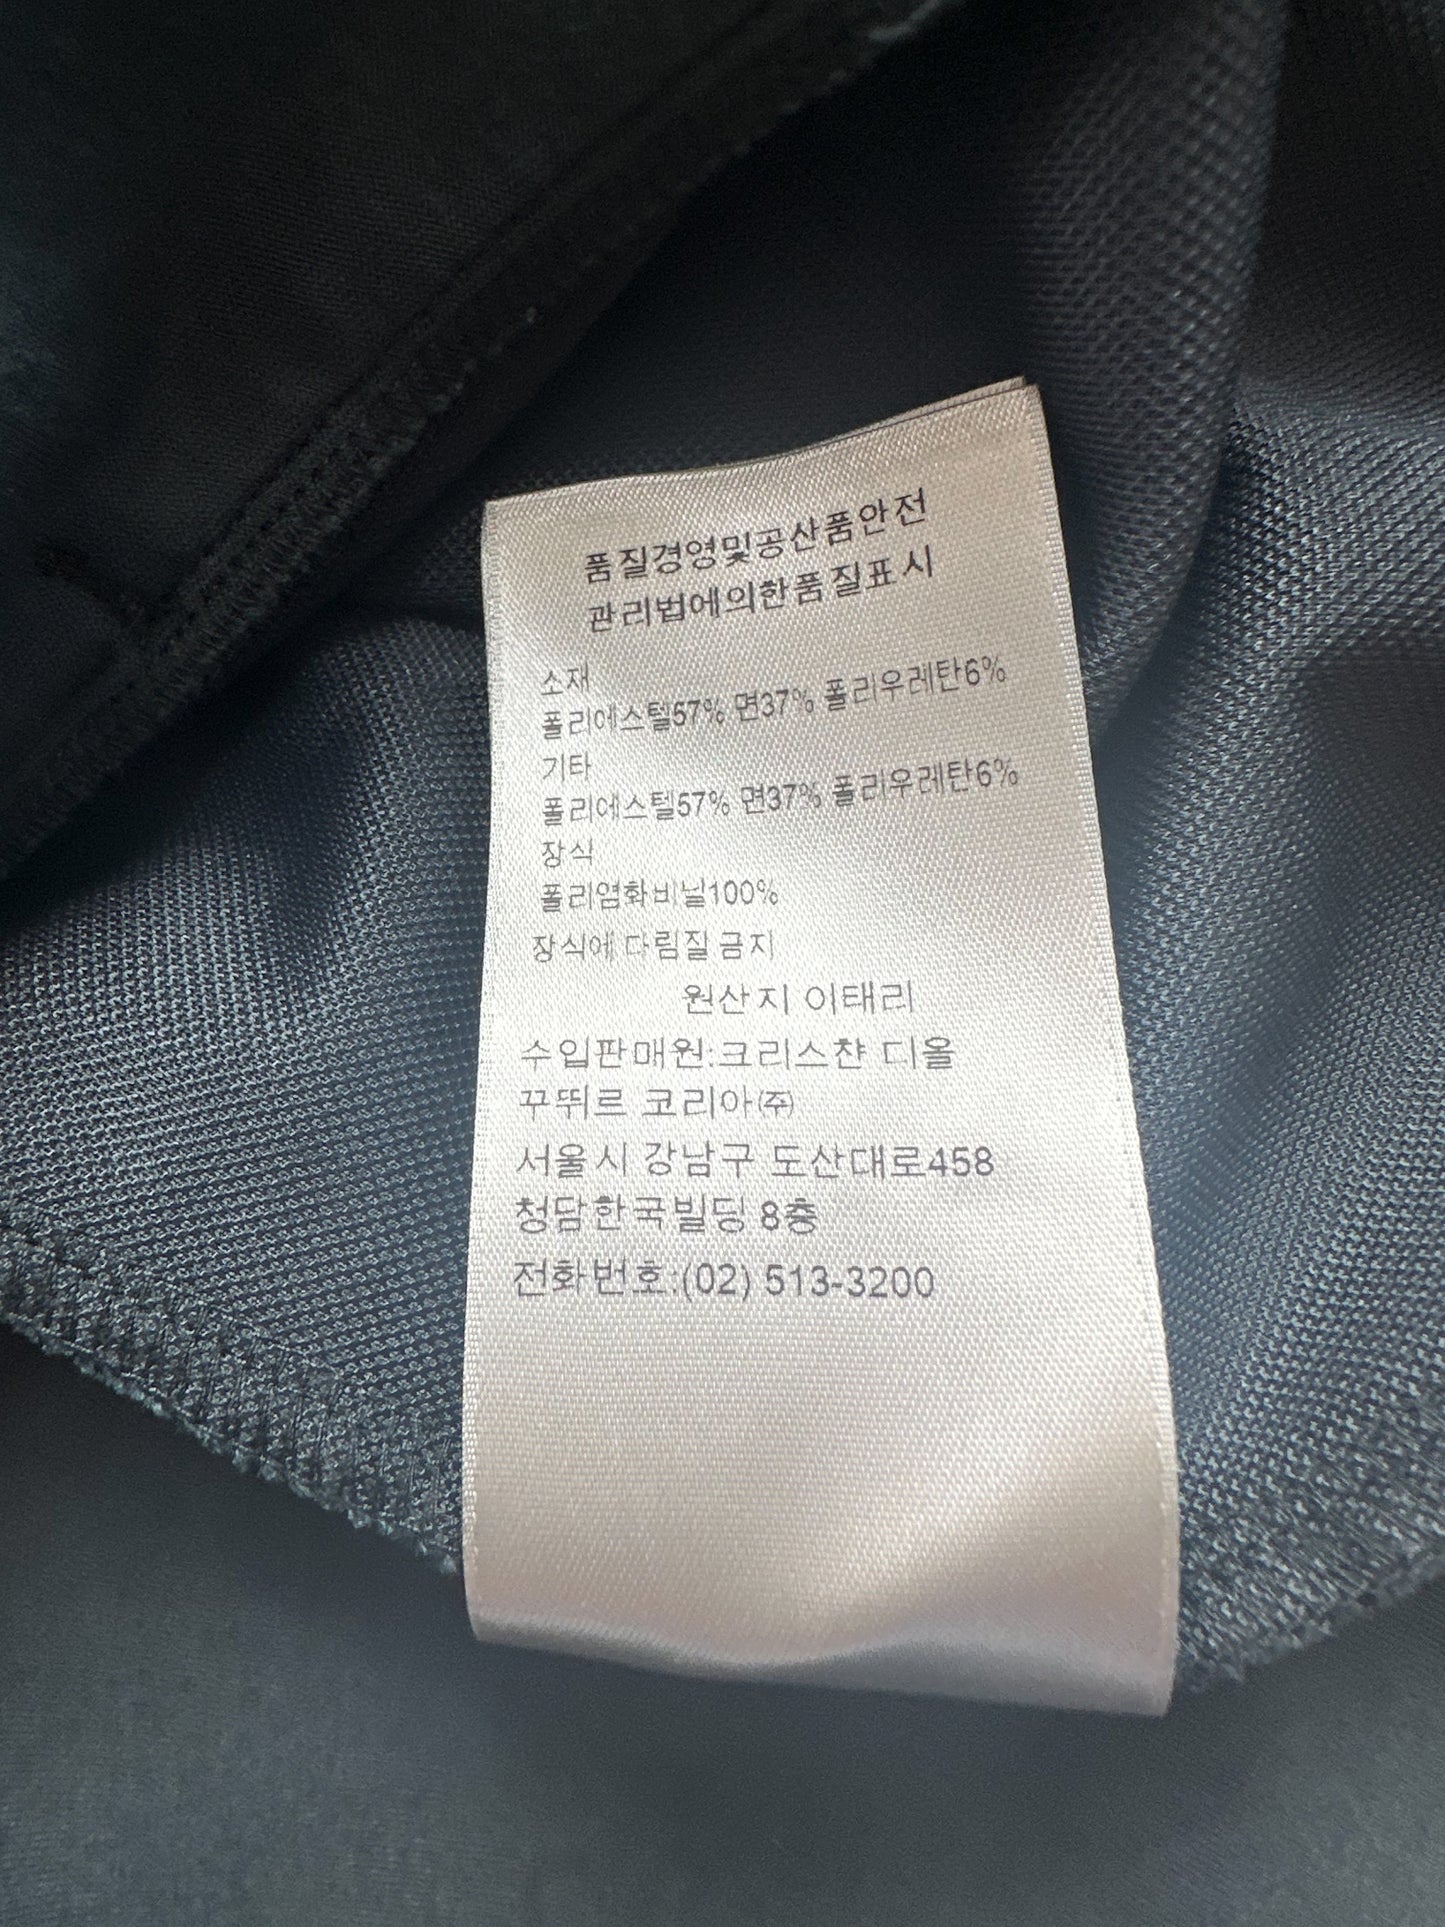 품질경영및공산품안전
관리법에의한품질표시
소재
폴리에스텔57% 면37% 폴리우레탄6%
기타
폴리에스텔57% 면37% 폴리우레탄6%
장식
폴리염화비닐100%
장식에 다림질 금지
원산지 이태리
수입판매원:크리스챤 디올
꾸뛰르 코리아㈜
서울시 강남구 도산대로458
청담한국빌딩 8층
전화번호:(02) 513-3200